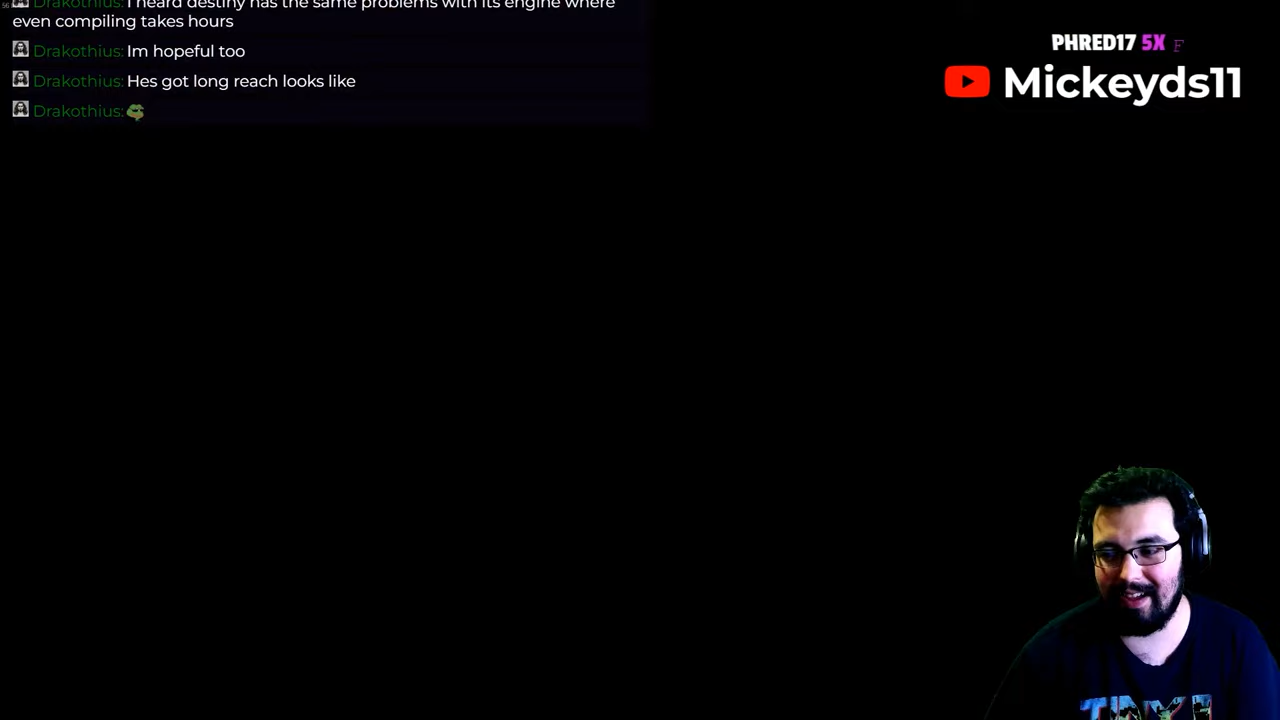 Drakothius: I heard destiny has the same problems with its engine where
even compiling takes hours
Drakothius: Im hopeful too
Drakothius: Hes got long reach looks like
Drakothius:
PHRED17 5X F
Mickeyds11